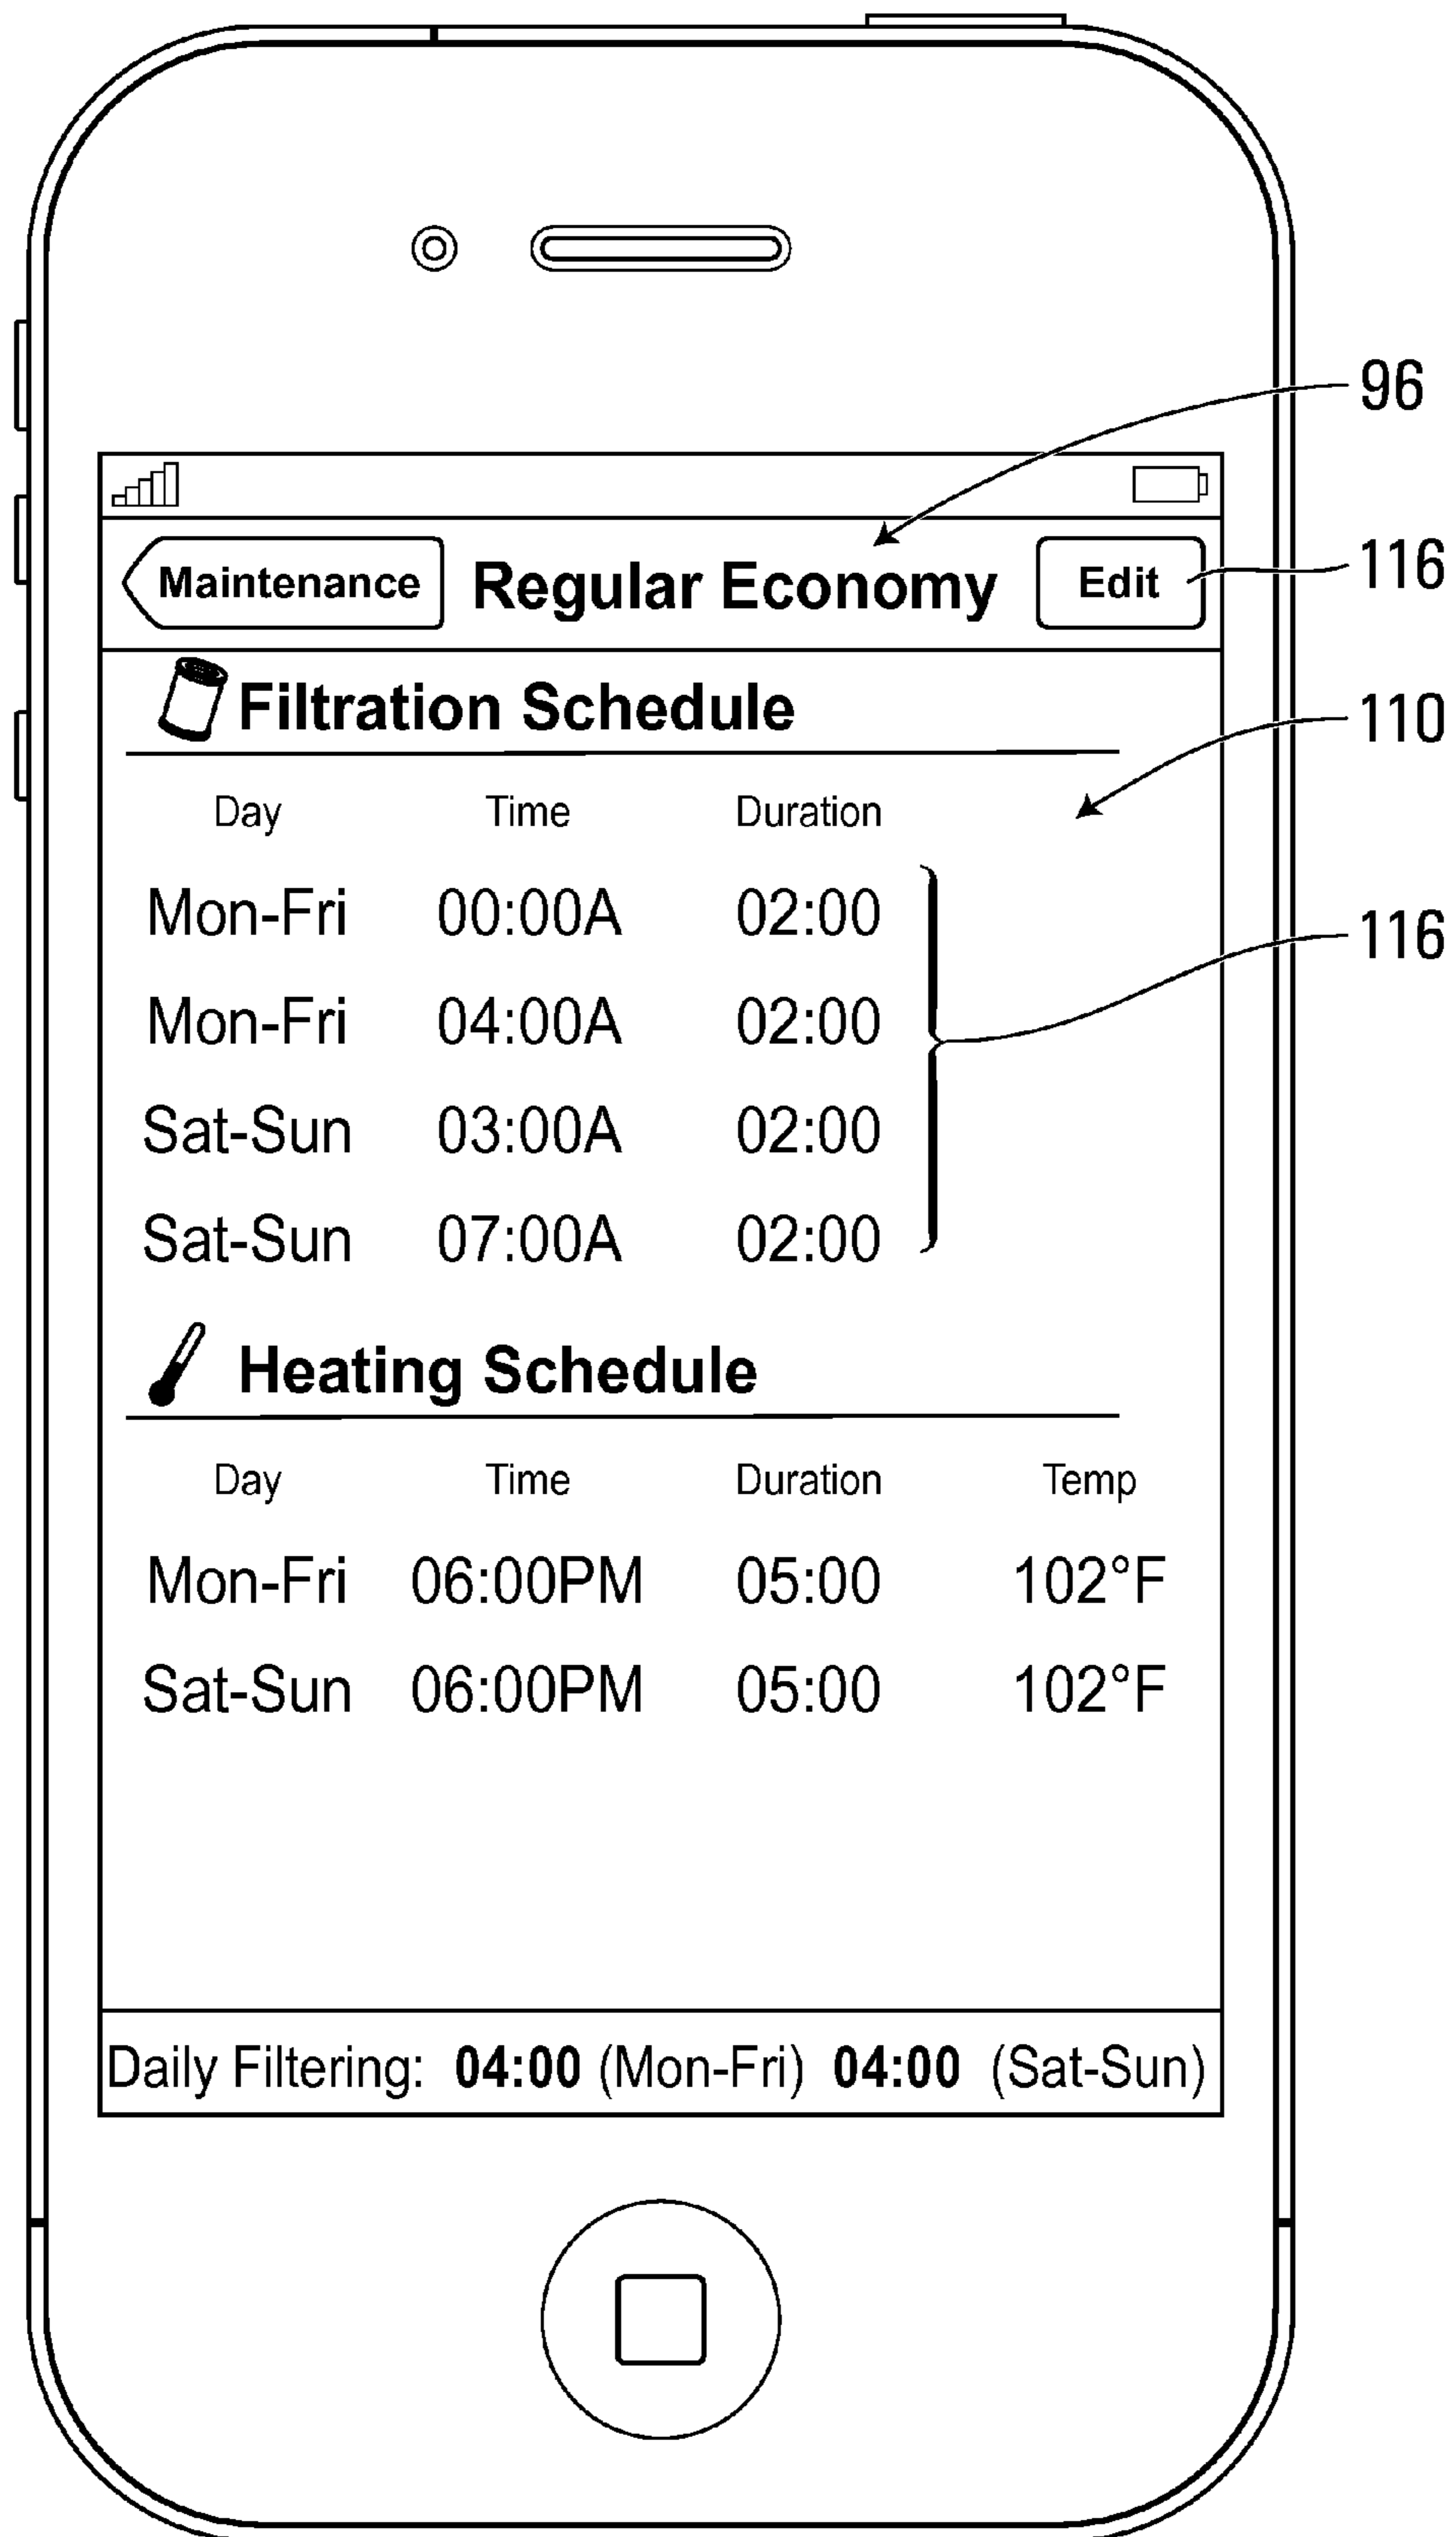 96
Maintenance Regular Economy Edit 116
Filtration Schedule
110
Day Time Duration
Mon-Fri 00:00A 02:00
116
Mon-Fri 04:00A 02:00
Sat-Sun 03:00A 02:00
Sat-Sun 07:00A 02:00
Heating Schedule
Day Time Duration Temp
Mon-Fri 06:00PM 05:00 102°F
Sat-Sun 06:00PM 05:00 102°F
Daily Filtering: 04:00 (Mon-Fri) 04:00 (Sat-Sun)